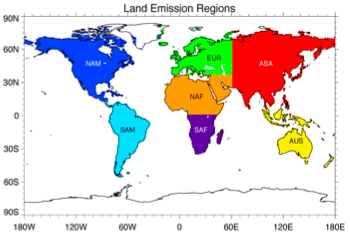 Land Emission Regions
90N
60N
30N
0
30S
60S
90S
NAM
EUR
ASA
NAF
SAM
SAF
AUS
180W 120W 60W 0 60E 120E 180E